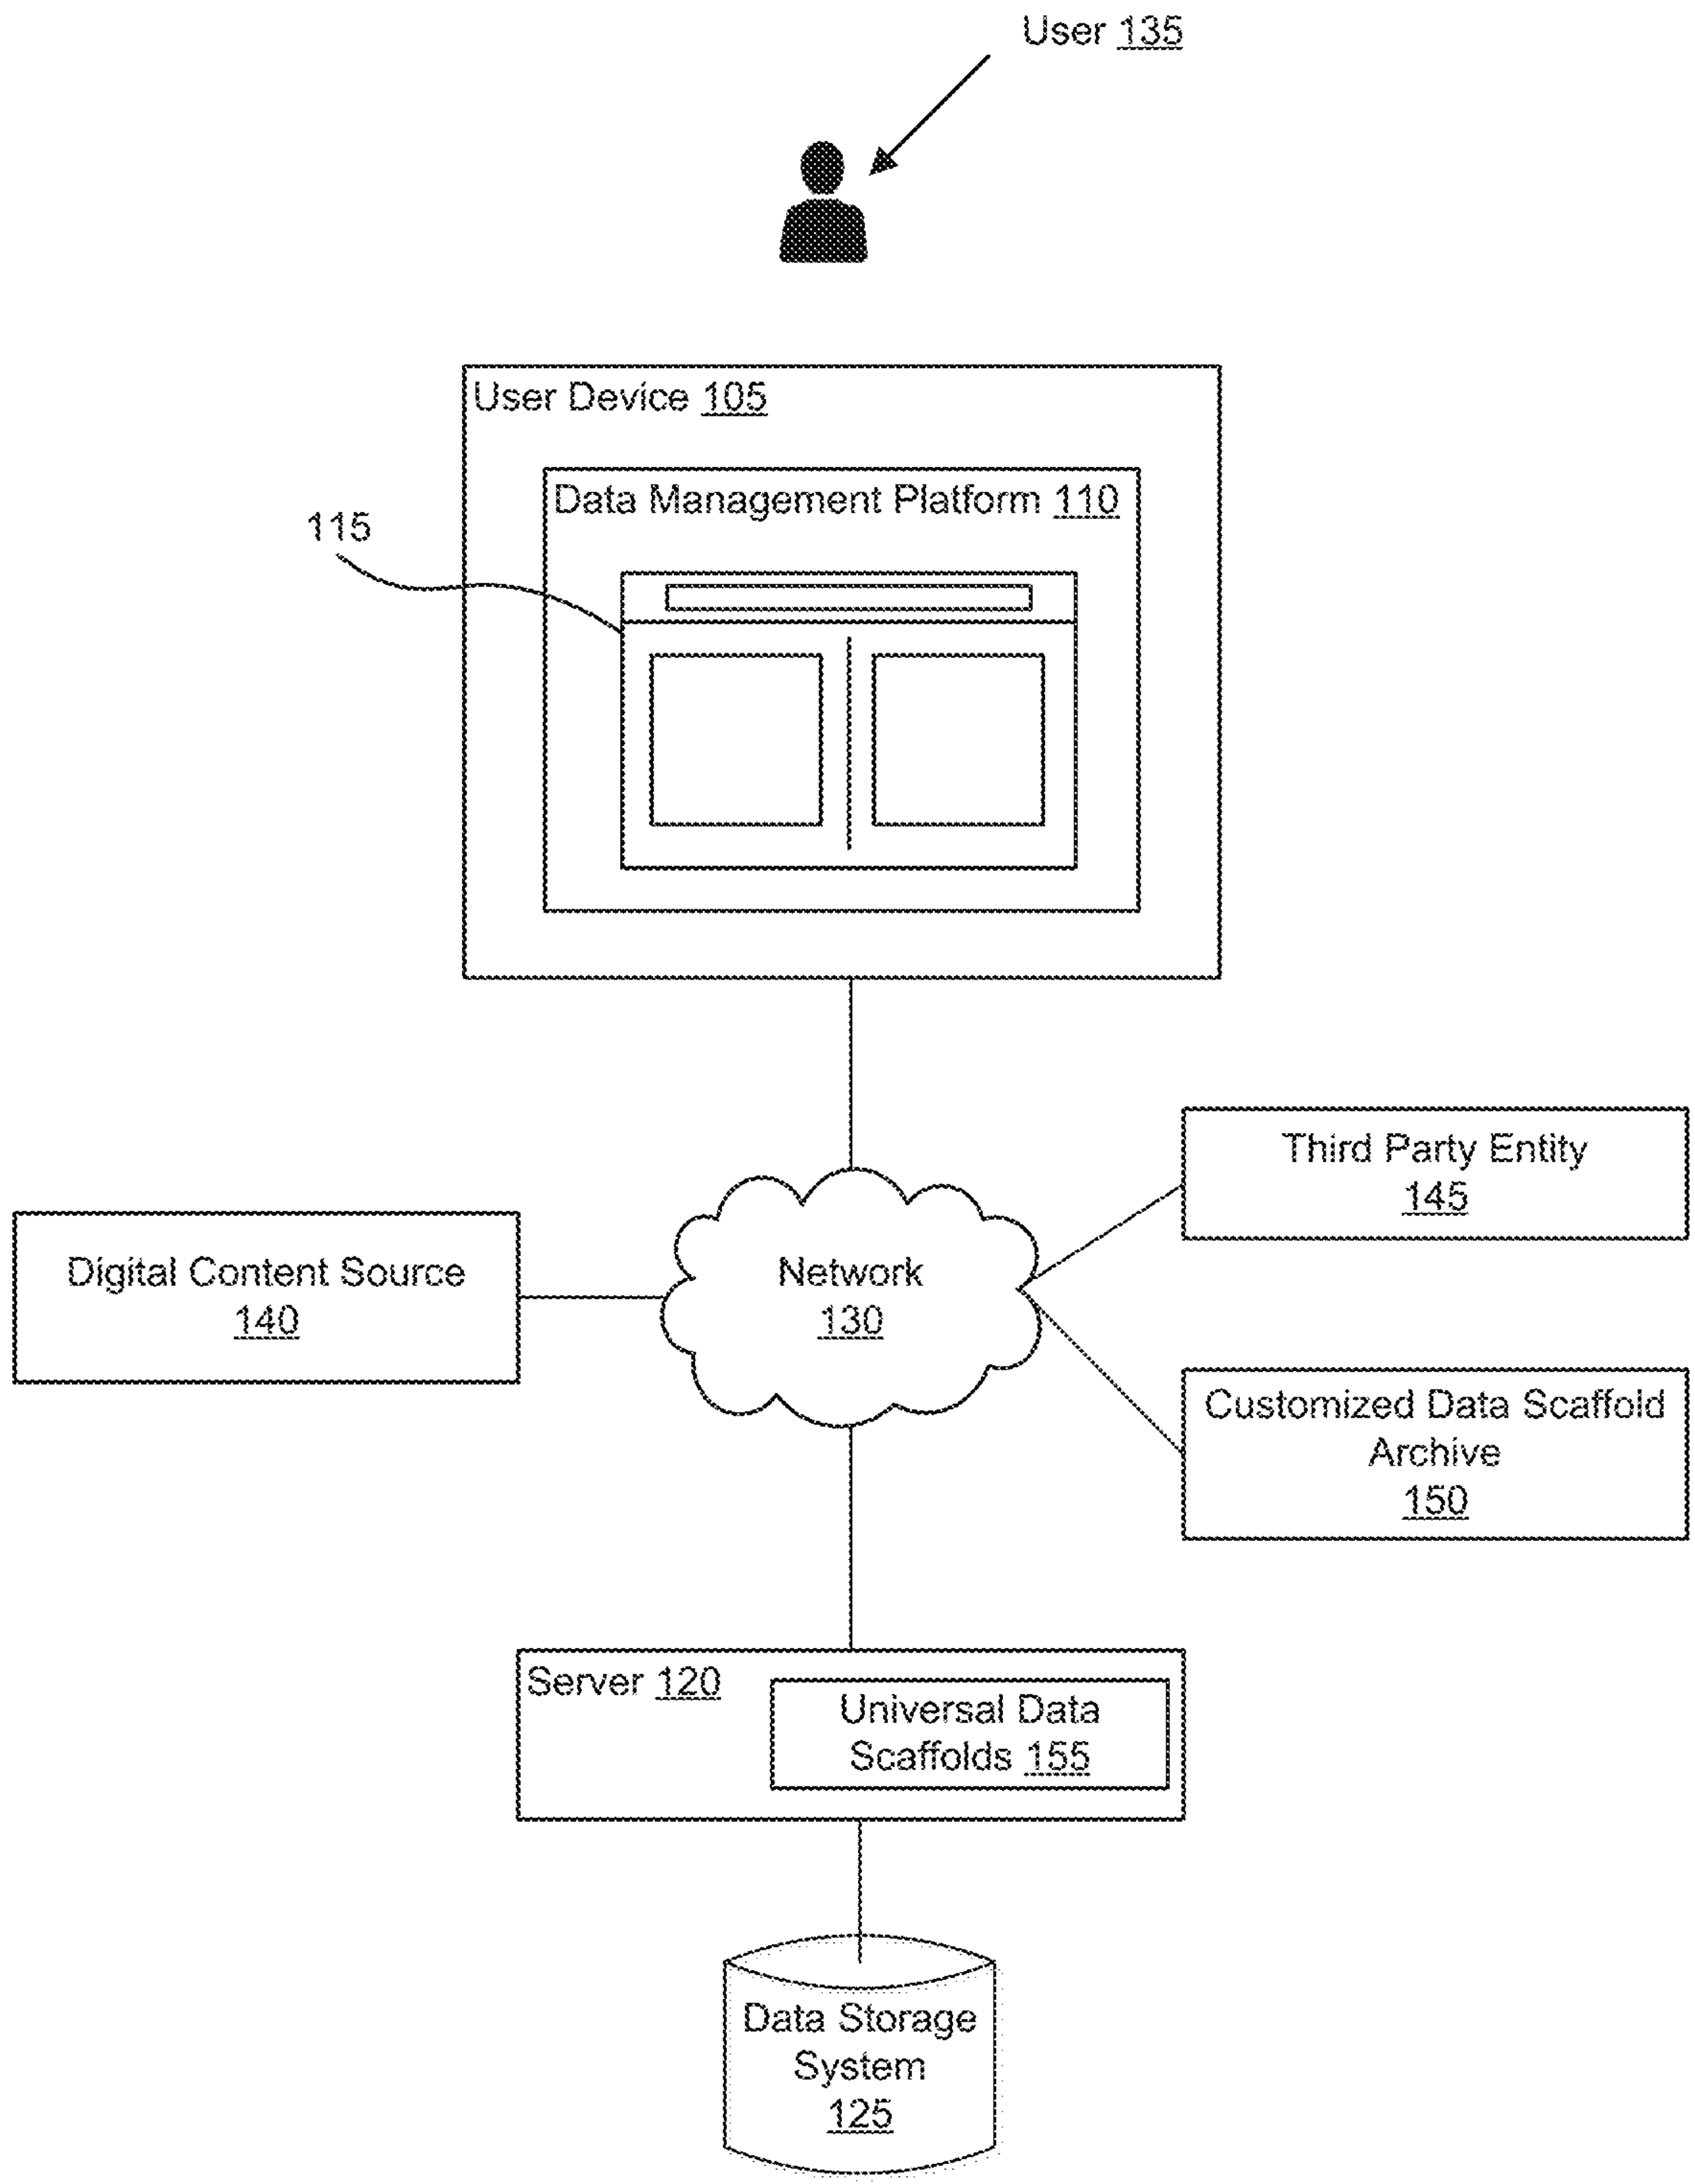 User 135
User Device 105
Data Management Platform 110
115
Third Party Entity
145
Digital Content Source
140
Network
130
Customized Data Scaffold
Archive
150
Server 120
Universal Data
Scaffolds 155
Data Storage
System
125